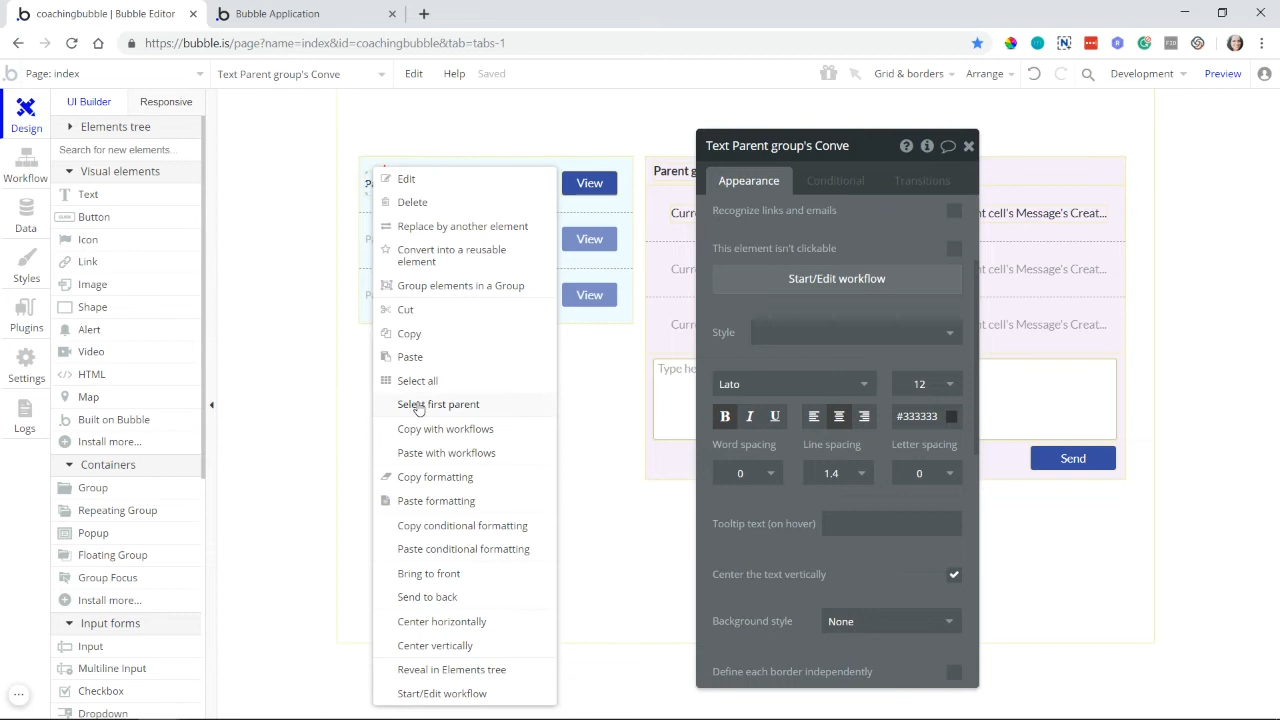 coachingbubble | Bubble Editor
Bubble Application
https://bubble.is/page?name=index&id=coachingbubble&tab=tabs-1
Page: index
Text Parent group's Conve
Edit
Help
Saved
Grid & borders
Arrange
Development
Preview
UI Builder
Responsive
Elements tree
Search for new elements...
Visual elements
Text
Button
Icon
Link
Shape
Alert
Video
HTML
Map
Built on Bubble
Install more...
Containers
Group
Repeating Group
Popup
Floating Group
Group Focus
Install more...
Input forms
Input
Multiline Input
Checkbox
Dropdown
Design
Workflow
Data
Styles
Plugins
Settings
Logs
Edit
Delete
Replace by another element
Convert into a reusable
element
Group elements in a Group
Cut
Copy
Paste
Select all
Select first parent
Copy with workflows
Paste with workflows
Copy formatting
Paste formatting
Copy conditional formatting
Paste conditional formatting
Bring to front
Send to back
Center horizontally
Center vertically
Reveal in Elements tree
Start/Edit workflow
View
View
View
Parent g
Curre
Curre
Curre
Type he
nt cell's Message's Creat...
nt cell's Message's Creat...
nt cell's Message's Creat...
Send
Text Parent group's Conve
Appearance
Conditional
Transitions
Recognize links and emails
This element isn't clickable
Start/Edit workflow
Style
Lato
12
B I U
#333333
Word spacing
Line spacing
Letter spacing
0
1.4
0
Tooltip text (on hover)
Center the text vertically
Background style
None
Define each border independently